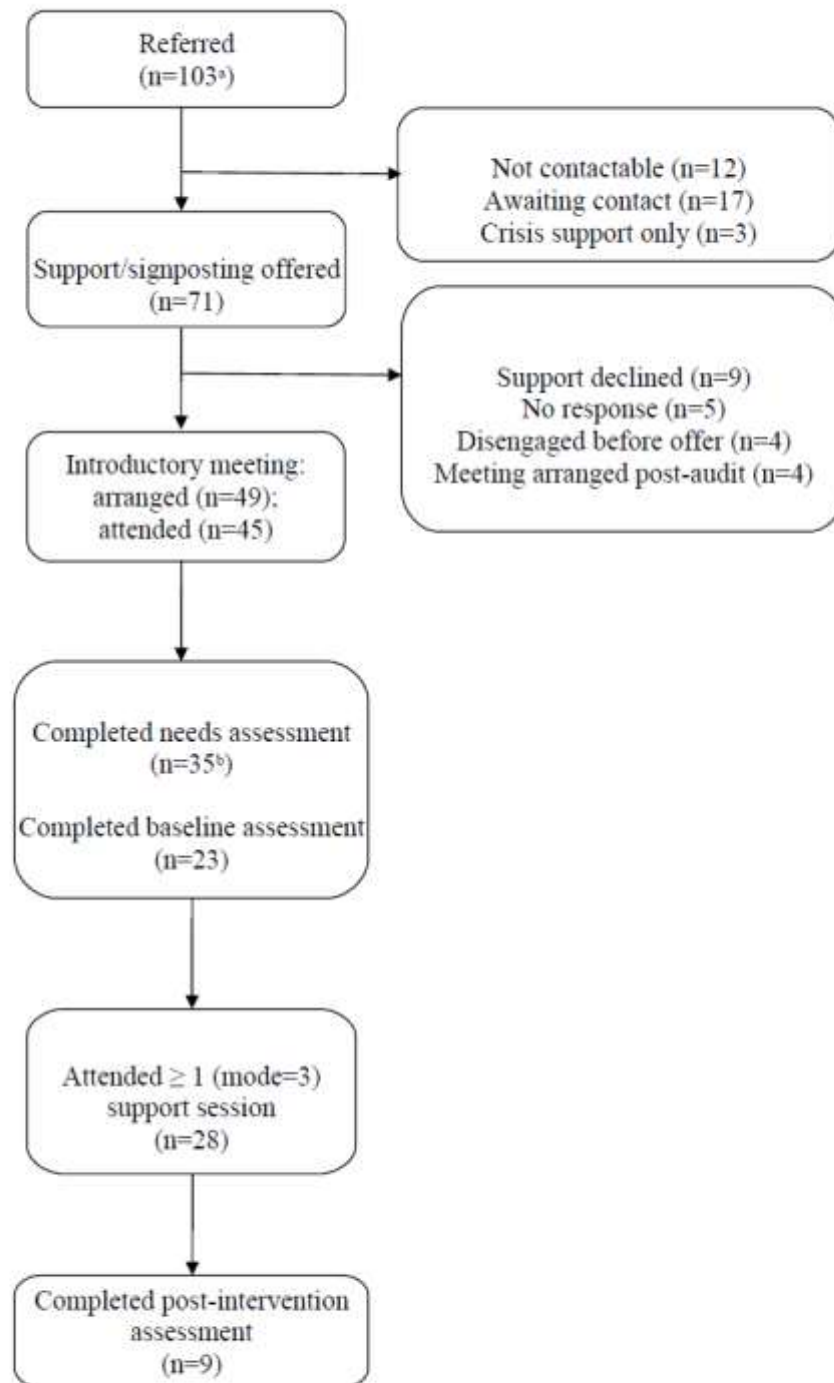 Referred
(n=103ᵃ)
Not contactable (n=12)
Awaiting contact (n=17)
Crisis support only (n=3)
Support/signposting offered
(n=71)
Support declined (n=9)
No response (n=5)
Disengaged before offer (n=4)
Meeting arranged post-audit (n=4)
Introductory meeting:
arranged (n=49);
attended (n=45)
Completed needs assessment
(n=35ᵇ)
Completed baseline assessment
(n=23)
Attended ≥ 1 (mode=3)
support session
(n=28)
Completed post-intervention
assessment
(n=9)